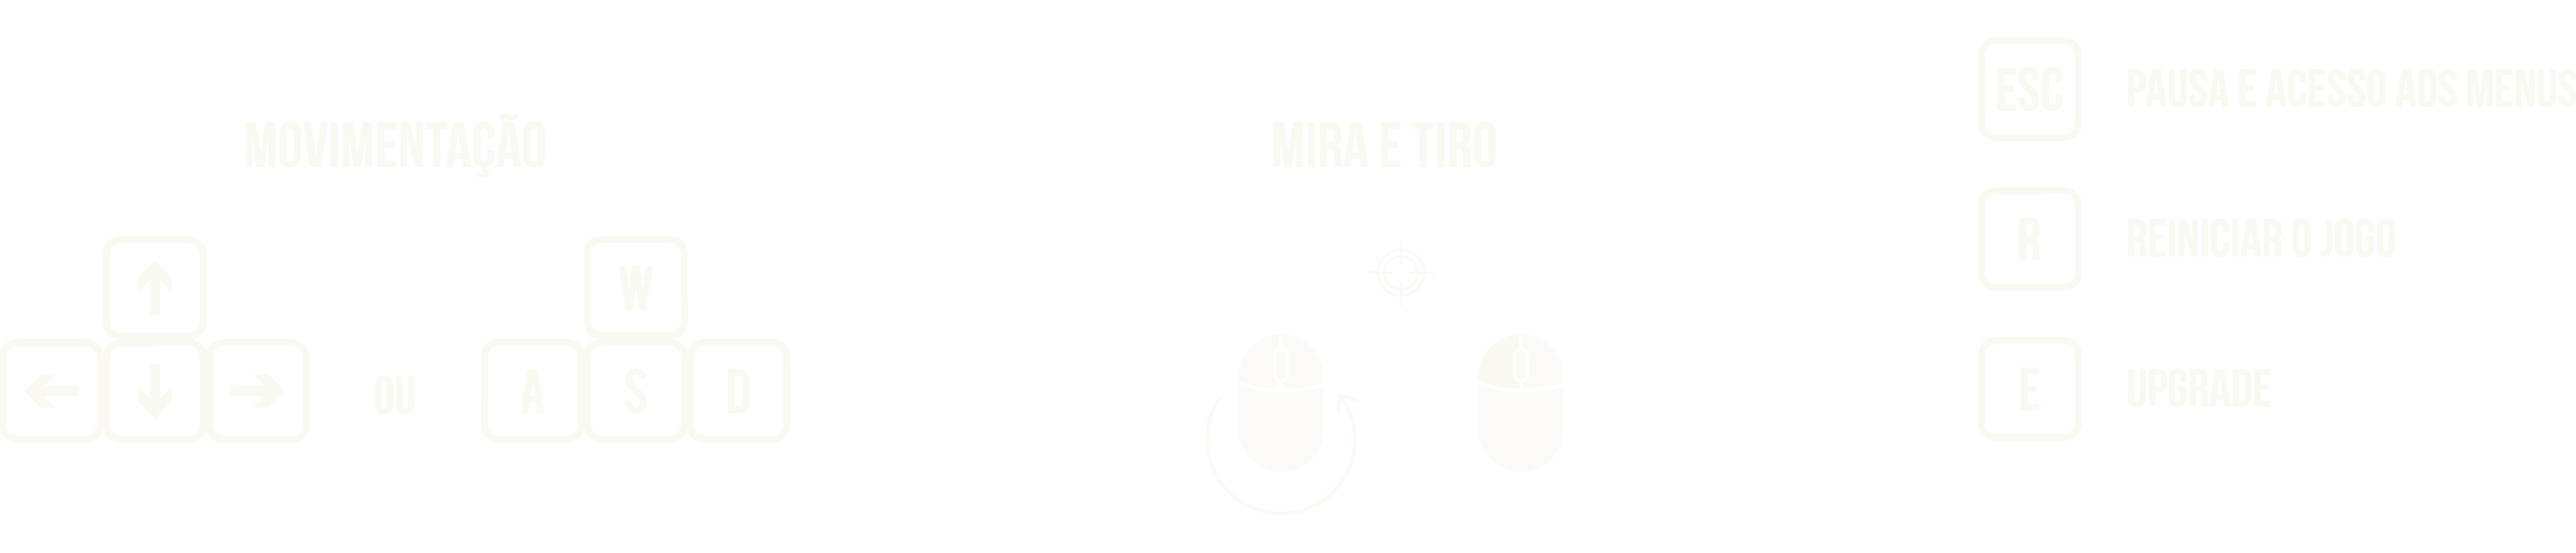 MOVIMENTAÇÃO
↑
← ↓ →
OU
W
A S D
MIRA E TIRO
ESC PAUSA E ACESSO AOS MENUS
R REINICIAR O JOGO
E UPGRADE